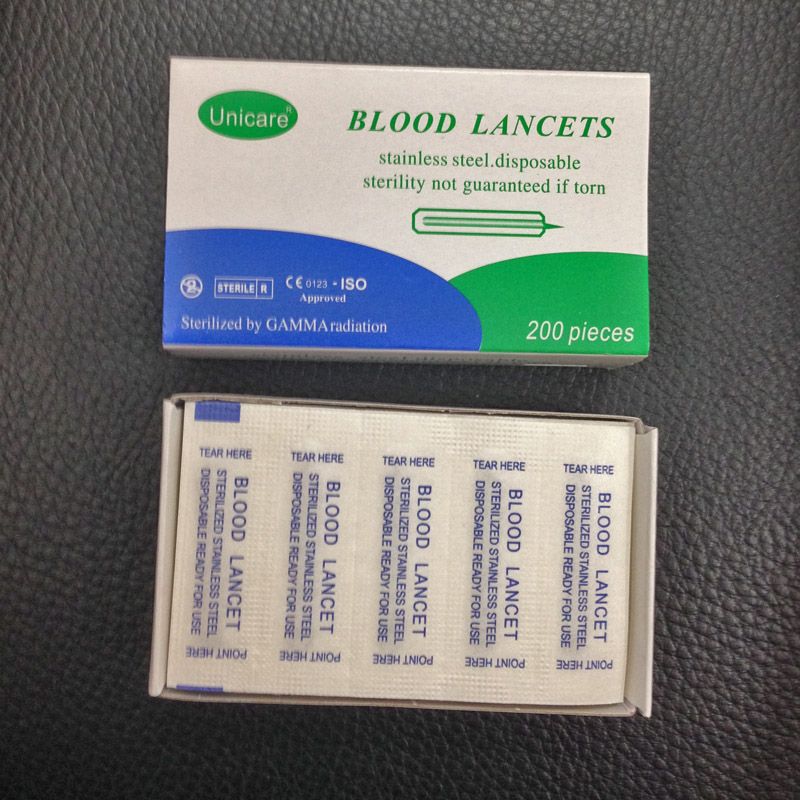 Unicare R
BLOOD LANCETS
stainless steel.disposable
sterility not guaranteed if torn
2
STERILE R
CE 0123 - ISO
Approved
Sterilized by GAMMA radiation
200 pieces
TEAR HERE
BLOOD LANCET
STERILIZED STAINLESS STEEL
DISPOSABLE READY FOR USE
POINT HERE
TEAR HERE
BLOOD LANCET
STERILIZED STAINLESS STEEL
DISPOSABLE READY FOR USE
POINT HERE
TEAR HERE
BLOOD LANCET
STERILIZED STAINLESS STEEL
DISPOSABLE READY FOR USE
POINT HERE
TEAR HERE
BLOOD LANCET
STERILIZED STAINLESS STEEL
DISPOSABLE READY FOR USE
POINT HERE
TEAR HERE
BLOOD LANCET
STERILIZED STAINLESS STEEL
DISPOSABLE READY FOR USE
POINT HERE